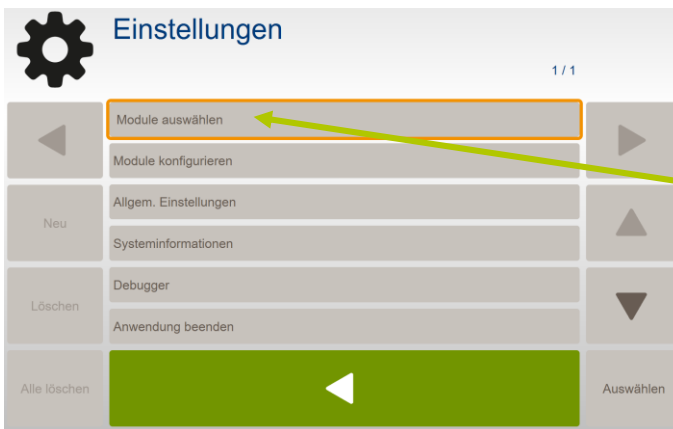 Einstellungen
1 / 1
Module auswählen
Module konfigurieren
Allgem. Einstellungen
Neu
Systeminformationen
Debugger
Löschen
Anwendung beenden
Alle löschen
Auswählen